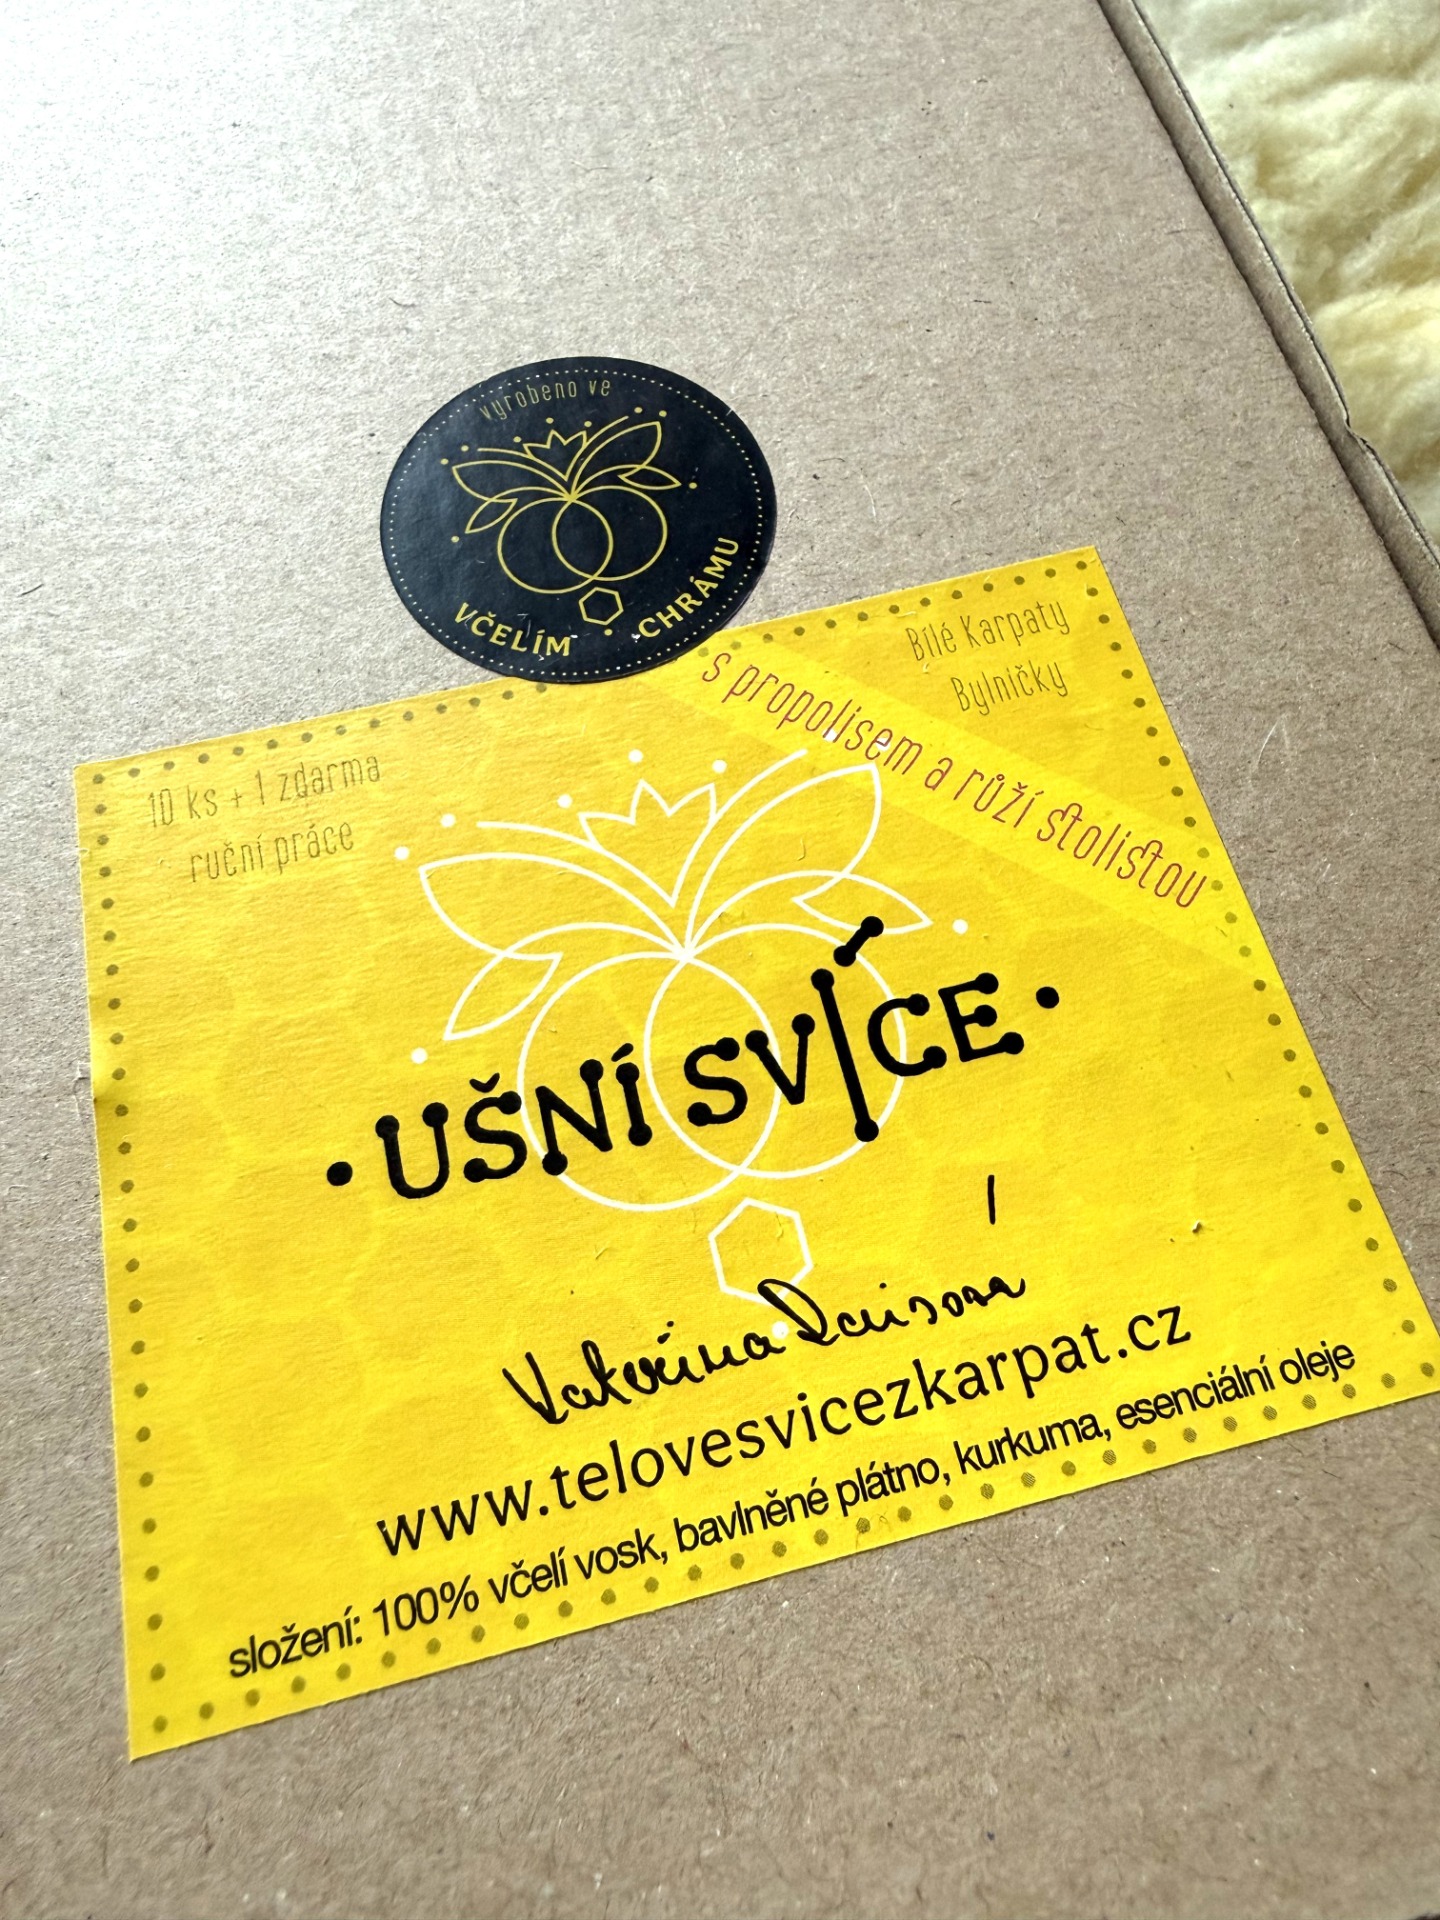 vyrobeno ve
VČELÍM • CHRÁMU
Bílé Karpaty
Bylničky
s propolisem a růží stolistou
10 ks + 1 zdarma
ruční práce
• UŠNÍ SVÍCE •
www.telovesvicezkarpat.cz
složení: 100% včelí vosk, bavlněné plátno, kurkuma, esenciální oleje